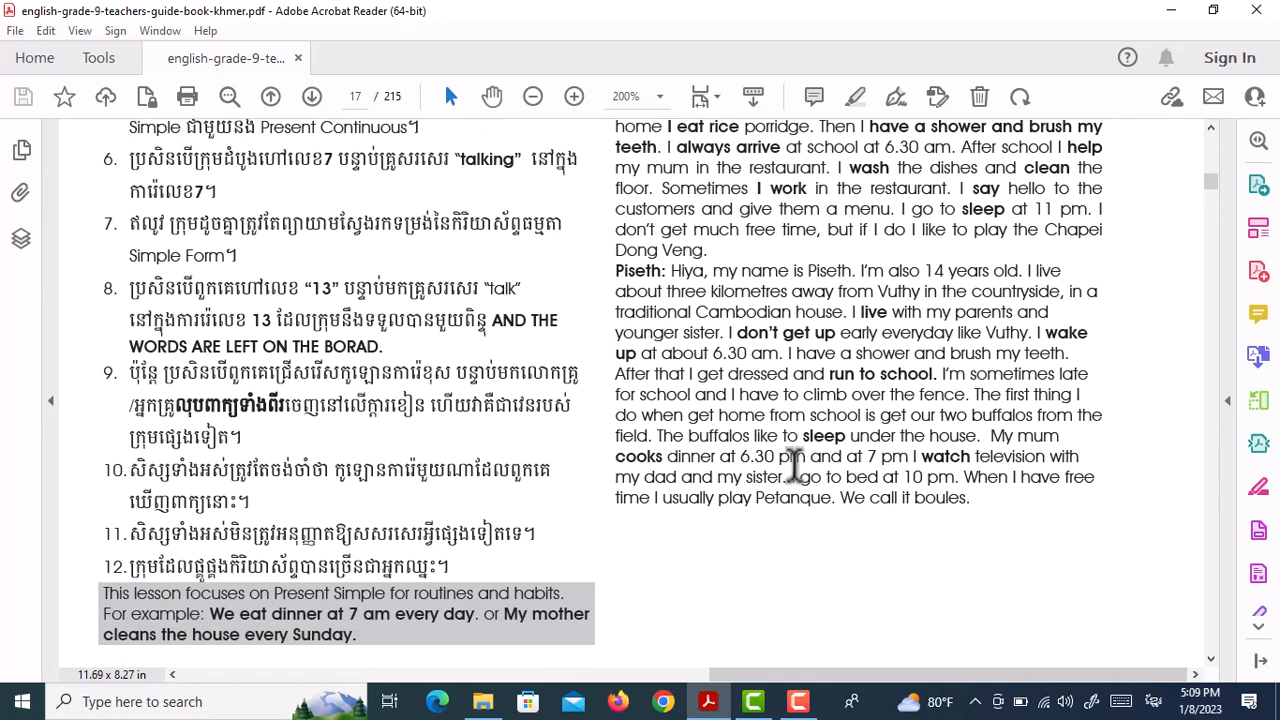 english-grade-9-teachers-guide-book-khmer.pdf - Adobe Acrobat Reader (64-bit)
File Edit View Sign Window Help
Home Tools english-grade-9-te... × Sign In
17 / 215 200%
Simple ជាមួយនឹង Present Continuous។
6. ប្រសិនបើក្រុមដំបូងហៅលេខ7 បន្ទាប់គ្រូសរសេរ “talking” នៅក្នុង
ការ៉េលេខ7។
7. ឥលូវ ក្រុមដូចគ្នាត្រូវតែព្យាយាមស្វែងរកទម្រង់នៃកិរិយាស័ព្ទធម្មតា
Simple Form។
8. ប្រសិនបើពួកគេហៅលេខ “13” បន្ទាប់មកគ្រូសរសេរ “talk”
នៅក្នុងការ៉េលេខ 13 ដែលក្រុមនឹងទទួលបានមួយពិន្ទុ AND THE
WORDS ARE LEFT ON THE BORAD.
9. ប៉ុន្តែ ប្រសិនបើពួកគេជ្រើសរើសកូឡោនការ៉េខុស បន្ទាប់មកលោកគ្រូ
/អ្នកគ្រូលុបពាក្យទាំងពីរចេញនៅលើក្តារខៀន ហើយវាគឺជាវេនរបស់
ក្រុមផ្សេងទៀត។
10. សិស្សទាំងអស់ត្រូវតែចង់ចាំថា កូឡោនការ៉េមួយណាដែលពួកគេ
ឃើញពាក្យនោះ។
11. សិស្សទាំងអស់មិនត្រូវអនុញ្ញាតឱ្យសរសេរអ្វីផ្សេងទៀតទេ។
12. ក្រុមដែលផ្គូផ្គងកិរិយាស័ព្ទបានច្រើនជាអ្នកឈ្នះ។
This lesson focuses on Present Simple for routines and habits.
For example: We eat dinner at 7 am every day. or My mother
cleans the house every Sunday.
home I eat rice porridge. Then I have a shower and brush my
teeth. I always arrive at school at 6.30 am. After school I help
my mum in the restaurant. I wash the dishes and clean the
floor. Sometimes I work in the restaurant. I say hello to the
customers and give them a menu. I go to sleep at 11 pm. I
don’t get much free time, but if I do I like to play the Chapei
Dong Veng.
Piseth: Hiya, my name is Piseth. I’m also 14 years old. I live
about three kilometres away from Vuthy in the countryside, in a
traditional Cambodian house. I live with my parents and
younger sister. I don’t get up early everyday like Vuthy. I wake
up at about 6.30 am. I have a shower and brush my teeth.
After that I get dressed and run to school. I’m sometimes late
for school and I have to climb over the fence. The first thing I
do when get home from school is get our two buffalos from the
field. The buffalos like to sleep under the house. My mum
cooks dinner at 6.30 pm and at 7 pm I watch television with
my dad and my sister. I go to bed at 10 pm. When I have free
time I usually play Petanque. We call it boules.
11.69 x 8.27 in
Type here to search
80°F
5:09 PM
1/8/2023